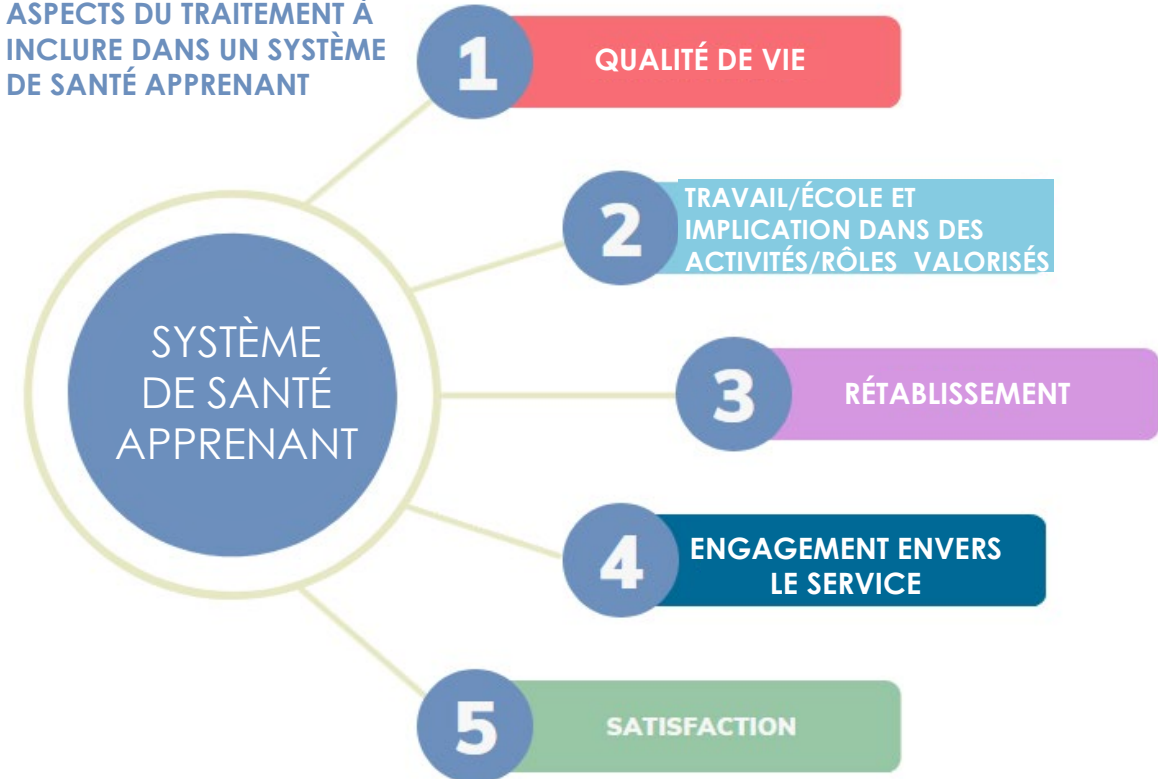 ASPECTS DU TRAITEMENT À
INCLURE DANS UN SYSTÈME
DE SANTÉ APPRENANT
1
QUALITÉ DE VIE
2
TRAVAIL/ÉCOLE ET
IMPLICATION DANS DES
ACTIVITÉS/RÔLES VALORISÉS
SYSTÈME
DE SANTÉ
APPRENANT
3
RÉTABLISSEMENT
4
ENGAGEMENT ENVERS
LE SERVICE
5
SATISFACTION